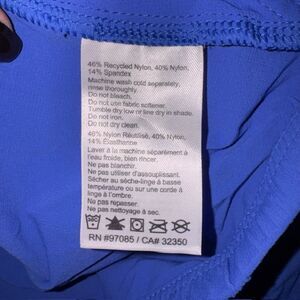 46% Recycled Nylon, 40% Nylon,
14% Spandex
Machine wash cold separately,
rinse thoroughly.
Do not bleach.
Do not use fabric softener.
Tumble dry low or line dry in shade.
Do not iron.
Do not dry clean.
46% Nylon Réutilisé, 40% Nylon,
14% Élasthanne
Laver à la machine séparément à
l'eau froide, bien rincer.
Ne pas blanchir.
Ne pas utiliser d'assouplissant.
Sécher au sèche-linge à basse
température ou sur une corde à
linge à l'ombre.
Ne pas repasser.
Ne pas nettoyage à sec.
RN #97085 / CA# 32350